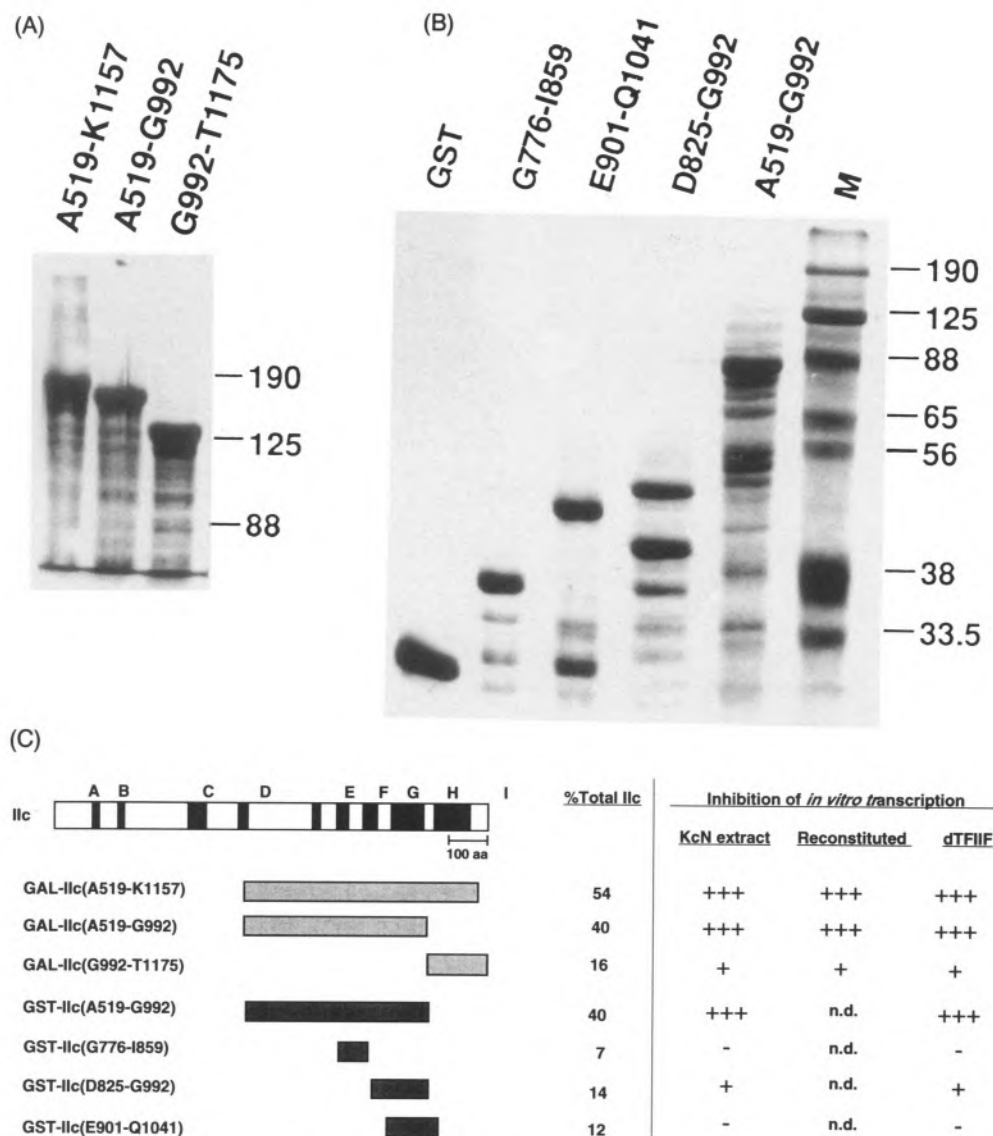 (A)
A519-K1157
A519-G992
G992-T1175
190
125
88
(B)
GST
G776-I859
E901-Q1041
D825-G992
A519-G992
M
190
125
88
65
56
38
33.5
(C)
A B C D E F G H I
IIc
100 aa
%Total IIc
Inhibition of in vitro transcription
KcN extract Reconstituted dTFIIF
GAL-IIc(A519-K1157) 54 +++ +++ +++
GAL-IIc(A519-G992) 40 +++ +++ +++
GAL-IIc(G992-T1175) 16 + + +
GST-IIc(A519-G992) 40 +++ n.d. +++
GST-IIc(G776-I859) 7 - n.d. -
GST-IIc(D825-G992) 14 + n.d. +
GST-IIc(E901-Q1041) 12 - n.d. -